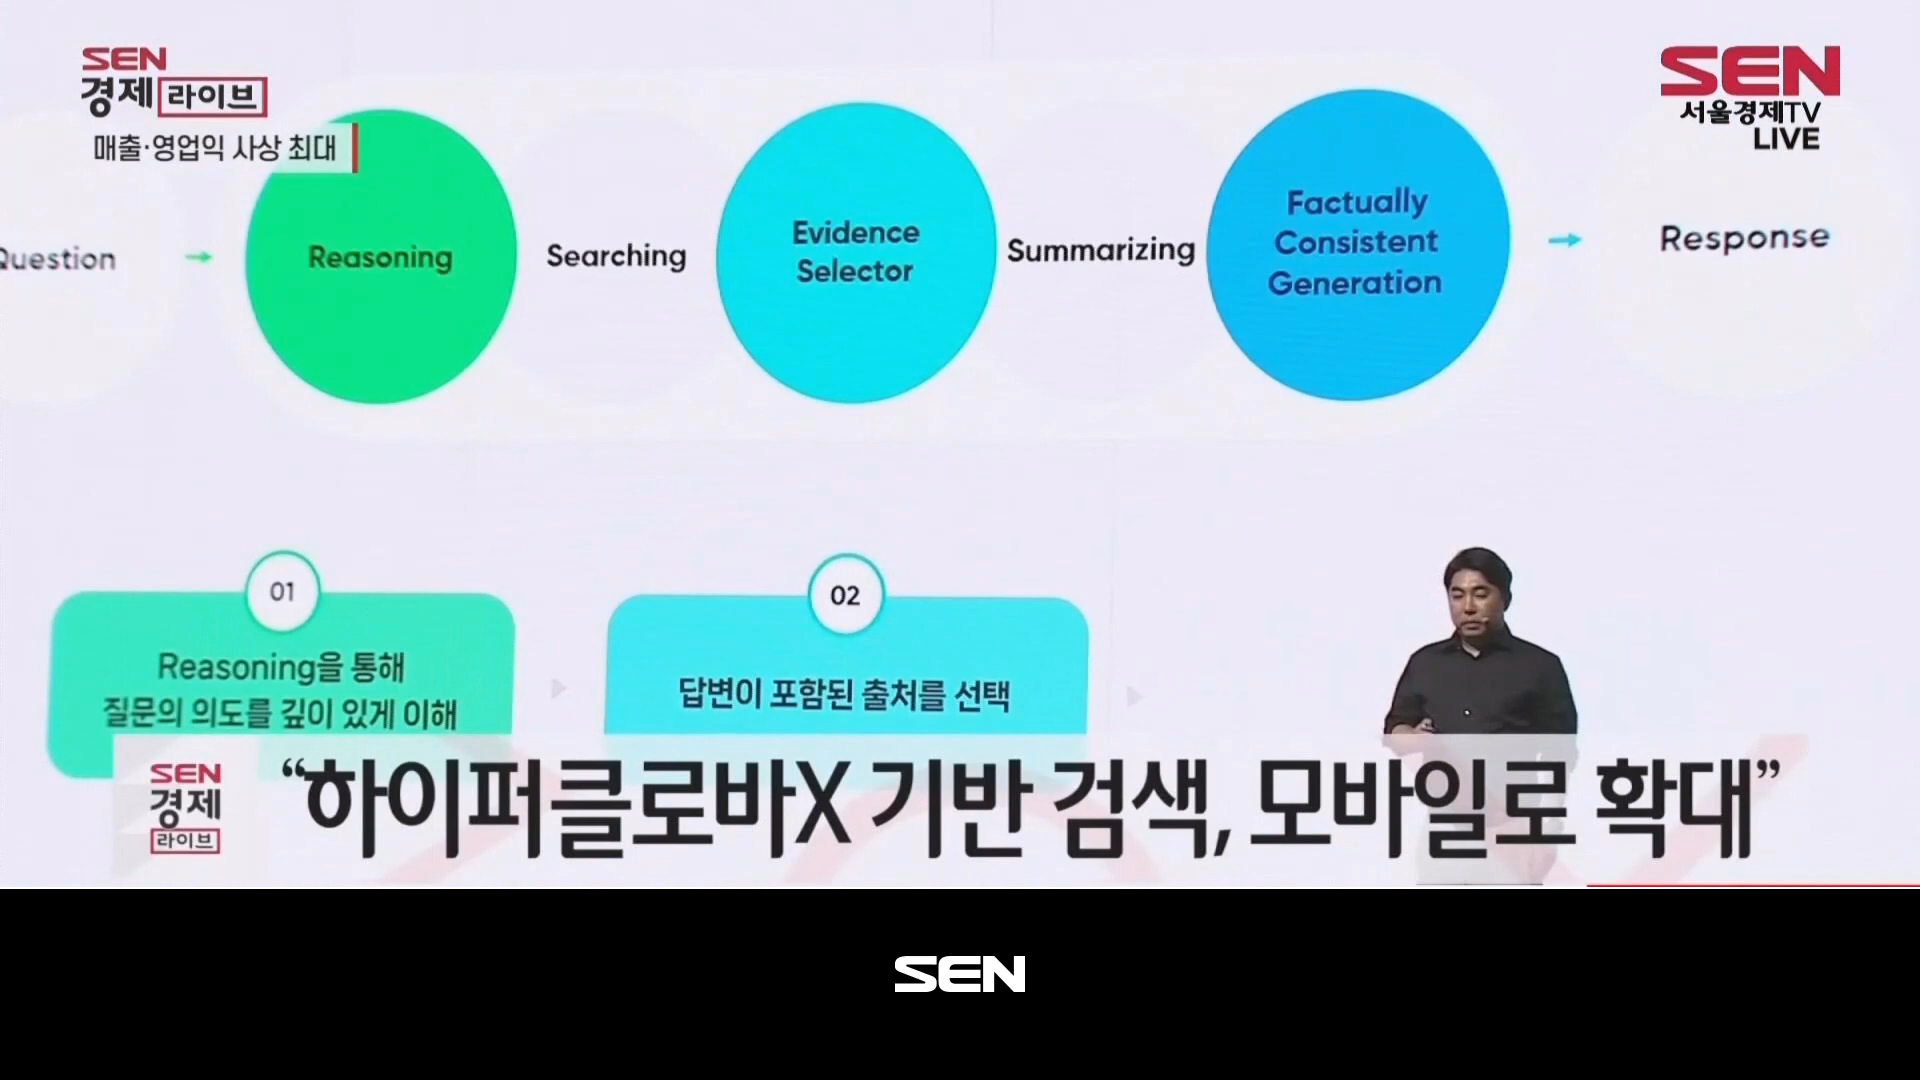 SEN
경제 라이브
매출·영업익 사상 최대
SEN
서울경제TV
LIVE
Question
Reasoning
Searching
Evidence
Selector
Summarizing
Factually
Consistent
Generation
Response
01
Reasoning을 통해
질문의 의도를 깊이 있게 이해
02
답변이 포함된 출처를 선택
SEN
경제
라이브
“하이퍼클로바X 기반 검색, 모바일로 확대”
SEN